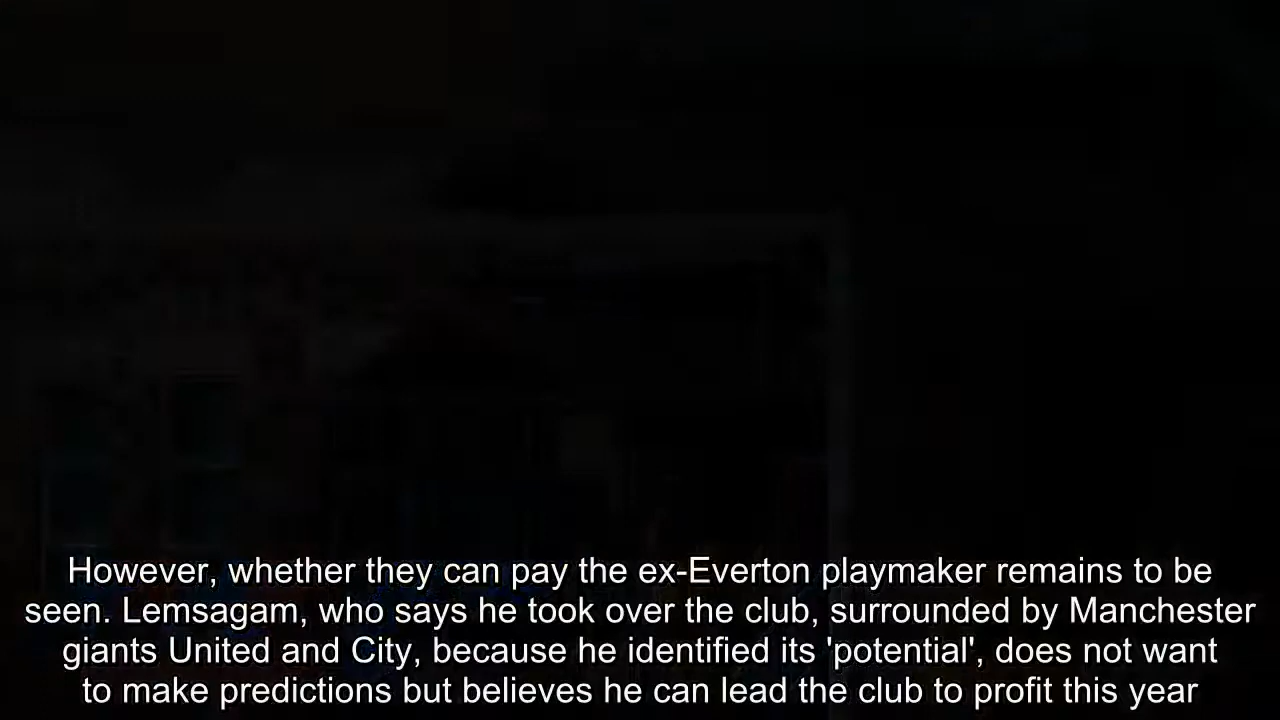 However, whether they can pay the ex-Everton playmaker remains to be
seen. Lemsagam, who says he took over the club, surrounded by Manchester
giants United and City, because he identified its 'potential', does not want
to make predictions but believes he can lead the club to profit this year